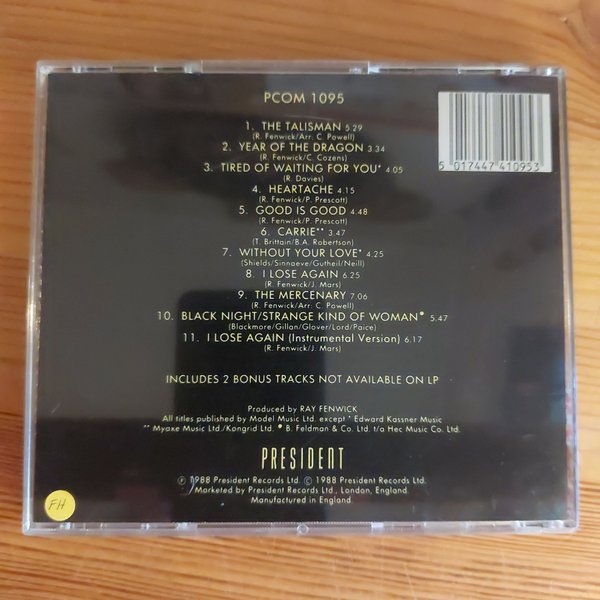 PCOM 1095
5 017447 410953
1. THE TALISMAN 5.29
(R. Fenwick/Arr. C. Powell)
2. YEAR OF THE DRAGON 3.34
(R. Fenwick/C. Cozens)
3. TIRED OF WAITING FOR YOU* 4.05
(R. Davies)
4. HEARTACHE 4.15
(R. Fenwick/P. Prescott)
5. GOOD IS GOOD 4.48
(R. Fenwick/P. Prescott)
6. CARRIE** 3.47
(T. Brittain/B.A. Robertson)
7. WITHOUT YOUR LOVE* 4.25
(Shields/Sinnaeve/Gutheil/Neill)
8. I LOSE AGAIN 6.25
(R. Fenwick/J. Mars)
9. THE MERCENARY 7.06
(R. Fenwick/Arr. C. Powell)
10. BLACK NIGHT/STRANGE KIND OF WOMAN• 5.47
(Blackmore/Gillan/Glover/Lord/Paice)
11. I LOSE AGAIN (Instrumental Version) 6.17
(R. Fenwick/J. Mars)
INCLUDES 2 BONUS TRACKS NOT AVAILABLE ON LP
Produced by RAY FENWICK
All titles published by Model Music Ltd. except * Edward Kassner Music
** Myaxe Music Ltd./Kongrid Ltd. • B. Feldman & Co. Ltd. t/a Hec Music Co. Ltd.
PRESIDENT
℗ 1988 President Records Ltd. © 1988 President Records Ltd.
Marketed by President Records Ltd., London, England.
Manufactured in England.
FH